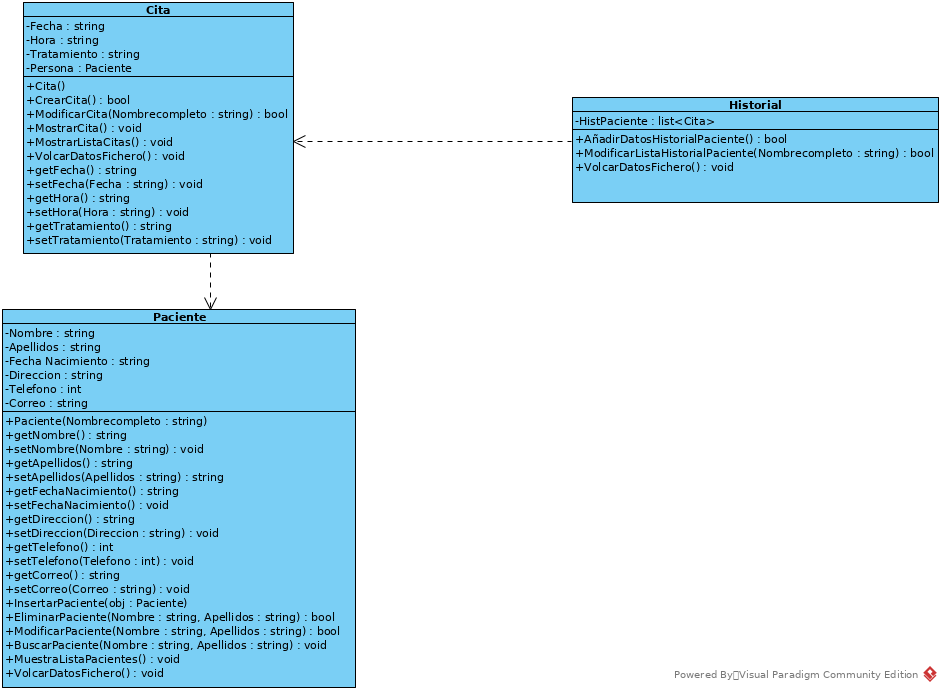 Cita
-Fecha : string
-Hora : string
-Tratamiento : string
-Persona : Paciente
+Cita()
+CrearCita() : bool
+ModificarCita(Nombrecompleto : string) : bool
+MostrarCita() : void
+MostrarListaCitas() : void
+VolcarDatosFichero() : void
+getFecha() : string
+setFecha(Fecha : string) : void
+getHora() : string
+setHora(Hora : string) : void
+getTratamiento() : string
+setTratamiento(Tratamiento : string) : void
Historial
-HistPaciente : list<Cita>
+AñadirDatosHistorialPaciente() : bool
+ModificarListaHistorialPaciente(Nombrecompleto : string) : bool
+VolcarDatosFichero() : void
Paciente
-Nombre : string
-Apellidos : string
-Fecha Nacimiento : string
-Direccion : string
-Telefono : int
-Correo : string
+Paciente(Nombrecompleto : string)
+getNombre() : string
+setNombre(Nombre : string) : void
+getApellidos() : string
+setApellidos(Apellidos : string) : string
+getFechaNacimiento() : string
+setFechaNacimiento() : void
+getDireccion() : string
+setDireccion(Direccion : string) : void
+getTelefono() : int
+setTelefono(Telefono : int) : void
+getCorreo() : string
+setCorreo(Correo : string) : void
+InsertarPaciente(obj : Paciente)
+EliminarPaciente(Nombre : string, Apellidos : string) : bool
+ModificarPaciente(Nombre : string, Apellidos : string) : bool
+BuscarPaciente(Nombre : string, Apellidos : string) : void
+MuestraListaPacientes() : void
+VolcarDatosFichero() : void
Powered By Visual Paradigm Community Edition